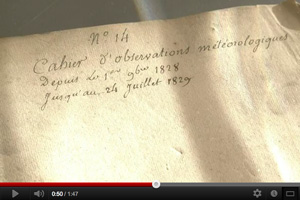 N° 14
Cahier d'observations météorologiques
Depuis le 1er 9bre 1828
Jusqu'au 24 Juillet 1829
0:50 / 1:47